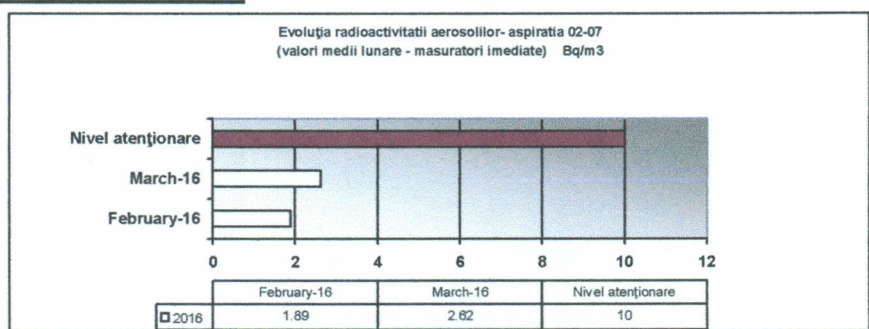 Evoluţia radioactivitatii aerosolilor- aspiratia 02-07
(valori medii lunare - masuratori imediate) Bq/m3
Nivel atenţionare
March-16
February-16
0 2 4 6 8 10 12
February-16 March-16 Nivel atenţionare
2016 1.89 2.62 10